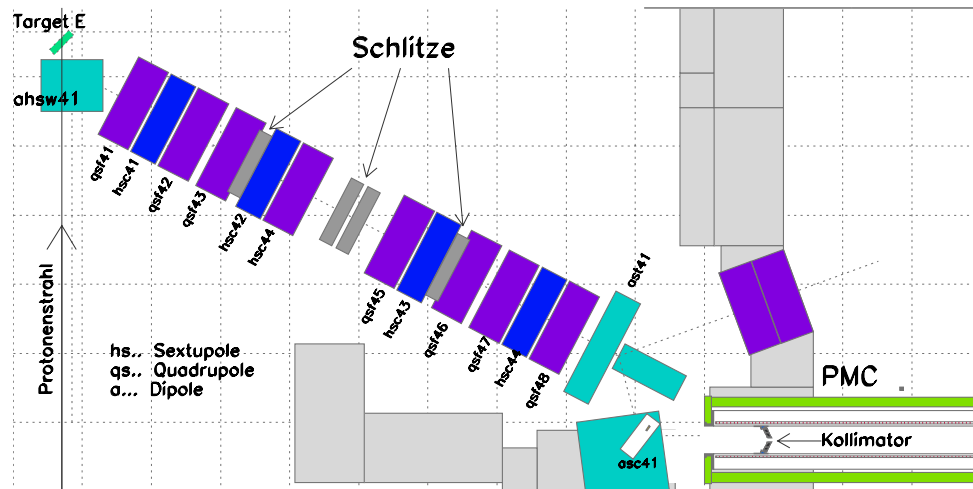 Target E
Schlitze
ahsw41
qsf41
hsc41
qsf42
qsf43
hsc42
hsc44
qsf45
hsc43
qsf46
qsf47
hsc44
qsf48
ast41
Protonenstrahl
hs.. Sextupole
qs.. Quadrupole
a... Dipole
PMC
Kollimator
asc41